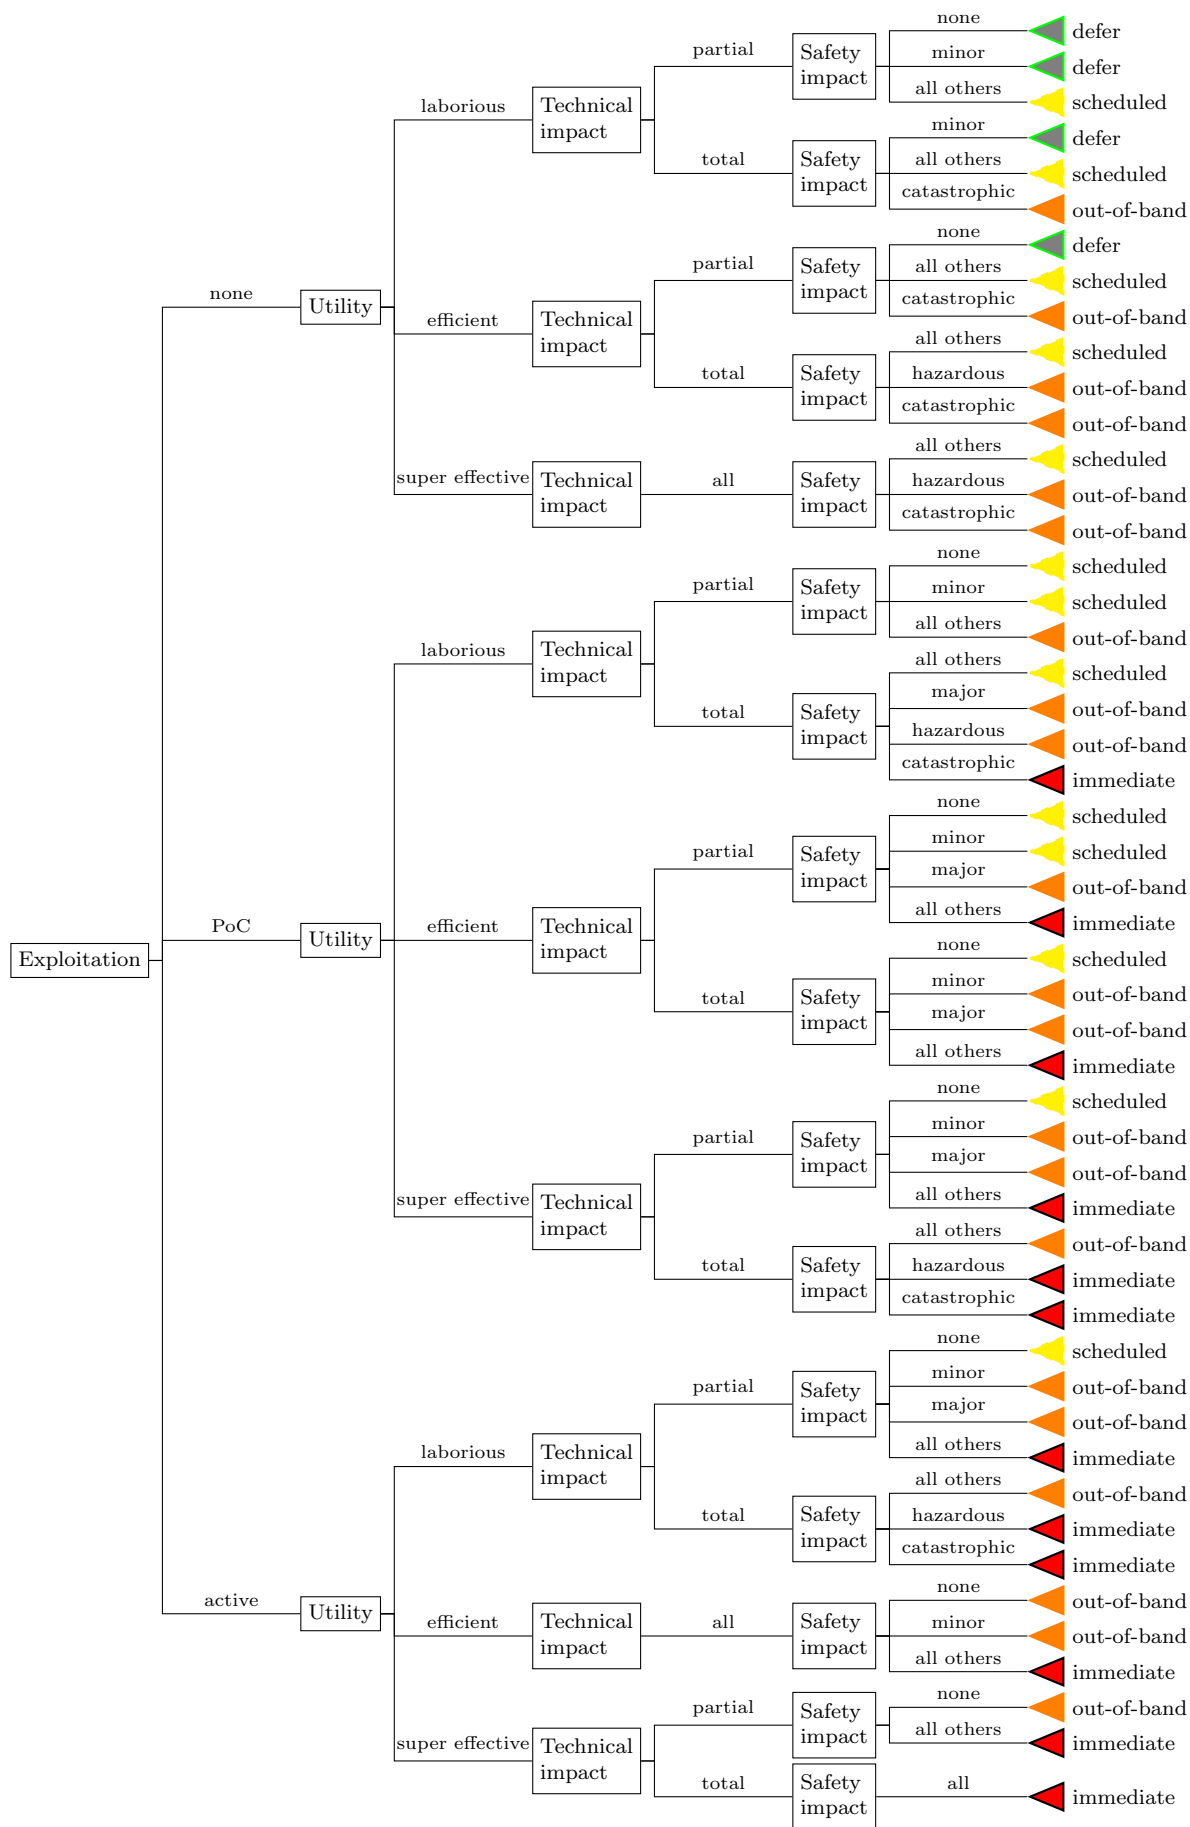 none
defer
partial
Safety
impact
minor
defer
all others
scheduled
laborious
Technical
impact
minor
defer
total
Safety
impact
all others
scheduled
catastrophic
out-of-band
none
defer
partial
Safety
impact
all others
scheduled
catastrophic
out-of-band
none
Utility
efficient
Technical
impact
all others
scheduled
total
Safety
impact
hazardous
out-of-band
catastrophic
out-of-band
all others
scheduled
super effective
Technical
impact
all
Safety
impact
hazardous
out-of-band
catastrophic
out-of-band
none
scheduled
partial
Safety
impact
minor
scheduled
all others
out-of-band
laborious
Technical
impact
all others
scheduled
major
out-of-band
total
Safety
impact
hazardous
out-of-band
catastrophic
immediate
none
scheduled
partial
Safety
impact
minor
scheduled
major
out-of-band
all others
immediate
Exploitation
PoC
Utility
efficient
Technical
impact
none
scheduled
total
Safety
impact
minor
out-of-band
major
out-of-band
all others
immediate
none
scheduled
partial
Safety
impact
minor
out-of-band
major
out-of-band
all others
immediate
super effective
Technical
impact
all others
out-of-band
total
Safety
impact
hazardous
immediate
catastrophic
immediate
none
scheduled
partial
Safety
impact
minor
out-of-band
major
out-of-band
all others
immediate
laborious
Technical
impact
all others
out-of-band
total
Safety
impact
hazardous
immediate
catastrophic
immediate
active
Utility
none
out-of-band
efficient
Technical
impact
all
Safety
impact
minor
out-of-band
all others
immediate
none
out-of-band
partial
Safety
impact
all others
immediate
super effective
Technical
impact
total
Safety
impact
all
immediate